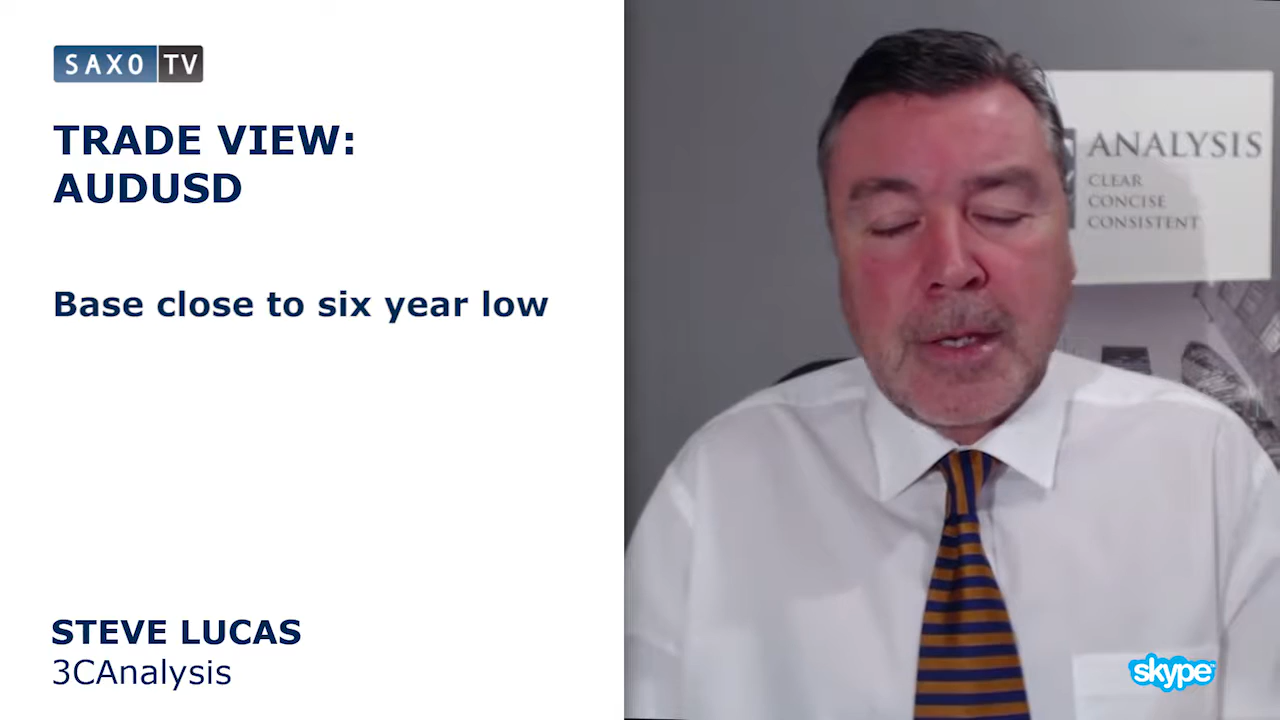 SAXO TV
TRADE VIEW:
AUDUSD
Base close to six year low
STEVE LUCAS
3CAnalysis
ANALYSIS
CLEAR
CONCISE
CONSISTENT
skype